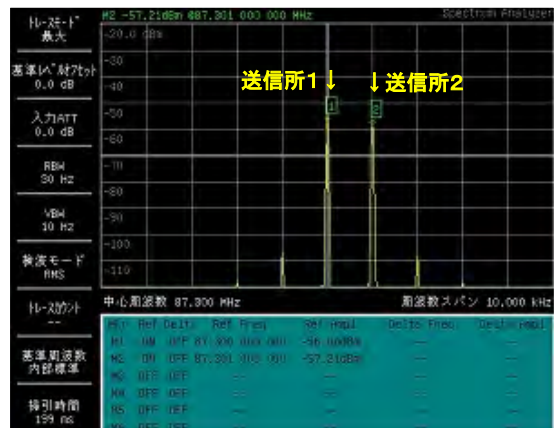 M2 -57.21dBm @87.301 000 000 MHz
Spectrum Analyzer
トレースモード
最大
基準レベルオフセット
0.0 dB
入力ATT
0.0 dB
RBW
30 Hz
VBW
10 Hz
検波モード
RMS
トレースカウント
--
基準周波数
内部標準
掃引時間
199 ms
-20.0 dBm
-30
-40
-50
-60
-70
-80
-90
-100
-110
送信所1↓
↓送信所2
1
2
中心周波数 87.300 MHz
周波数スパン 10.000 kHz
Mkr Ref Delta Ref Freq Ref Ampl Delta Freq Delta Ampl
M1 ON OFF 87.300 000 000
M2 ON OFF 87.301 000 000 -57.21dBm
M3 OFF OFF
M4 OFF OFF
M5 OFF OFF
M6 OFF OFF